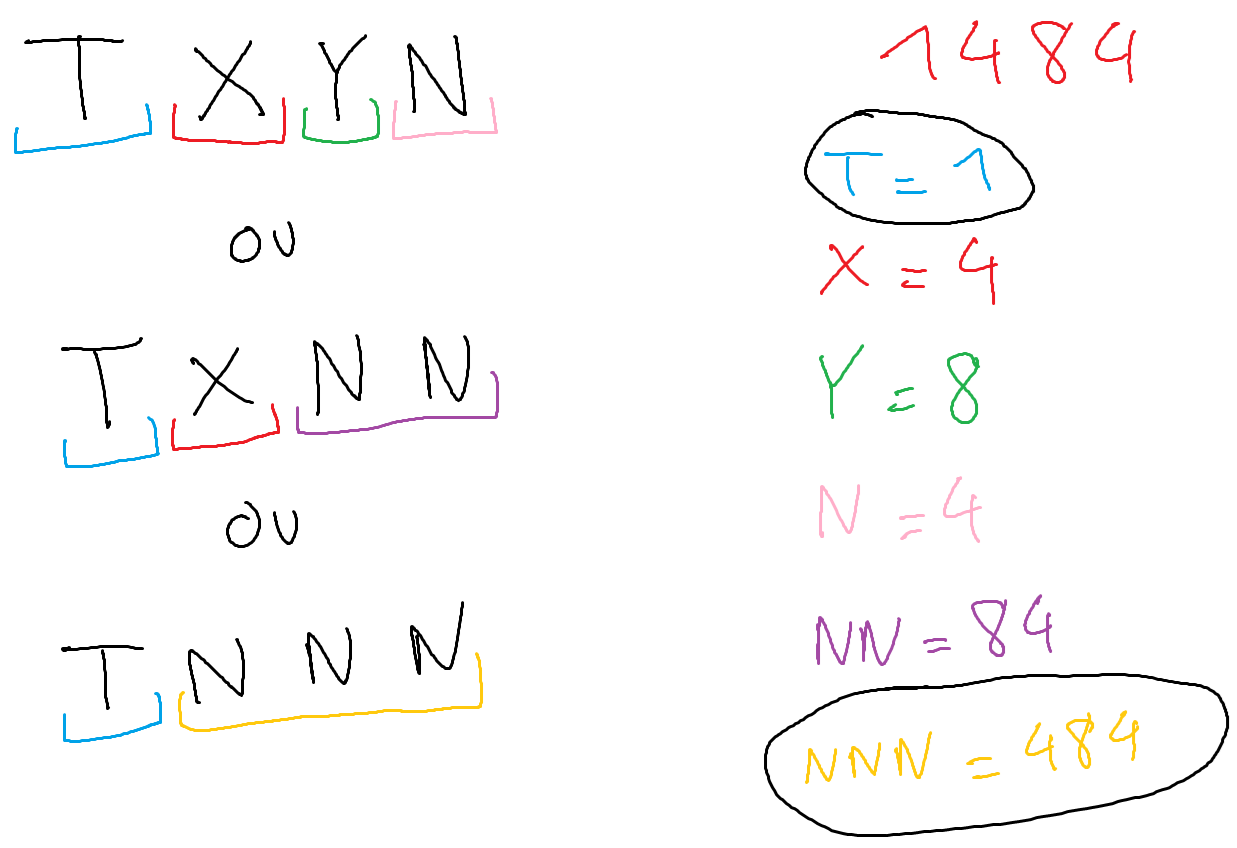 T X Y N
ou
T X N N
ou
T N N N
1484
T = 1
X = 4
Y = 8
N = 4
NN = 84
NNN = 484